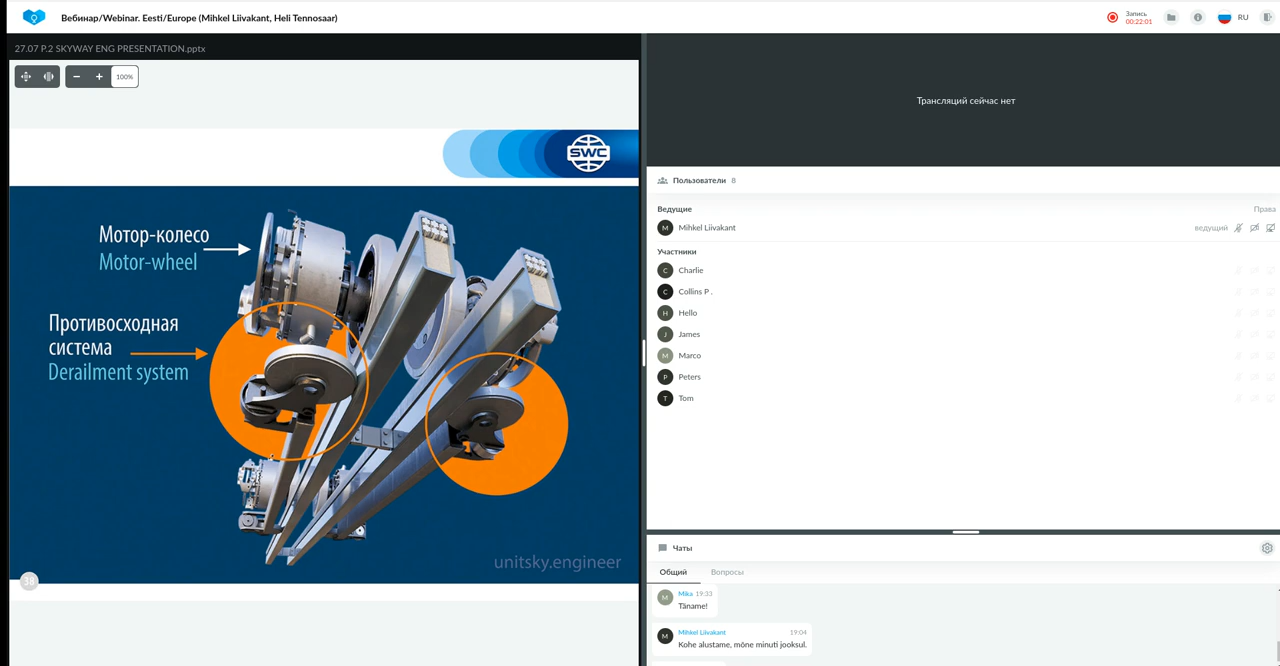 Вебинар/Webinar. Eesti/Europe (Mihkel Liivakant, Heli Tennosaar)
Запись
00:22:01
RU
27.07 P.2 SKYWAY ENG PRESENTATION.pptx
100%
SWC
Мотор-колесо
Motor-wheel
Противосходная
система
Derailment system
unitsky.engineer
38
Трансляций сейчас нет
Пользователи 8
Ведущие Права
M Mihkel Liivakant ведущий
Участники
C Charlie
C Collins P .
H Hello
J James
M Marco
P Peters
T Tom
Чаты
Общий Вопросы
M Mika 19:33
Täname!
M Mihkel Liivakant 19:04
Kohe alustame, mõne minuti jooksul.